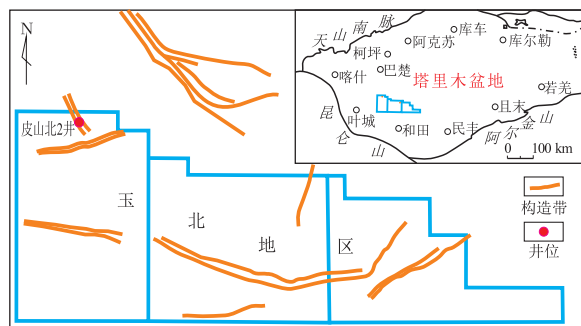 N
皮山北2井
玉
北
地
区
天山南脉
柯坪
阿克苏
库车
库尔勒
喀什
巴楚
塔里木盆地
若羌
叶城
且末
昆仑山
和田
民丰
阿尔金山
0 100 km
构造带
井位